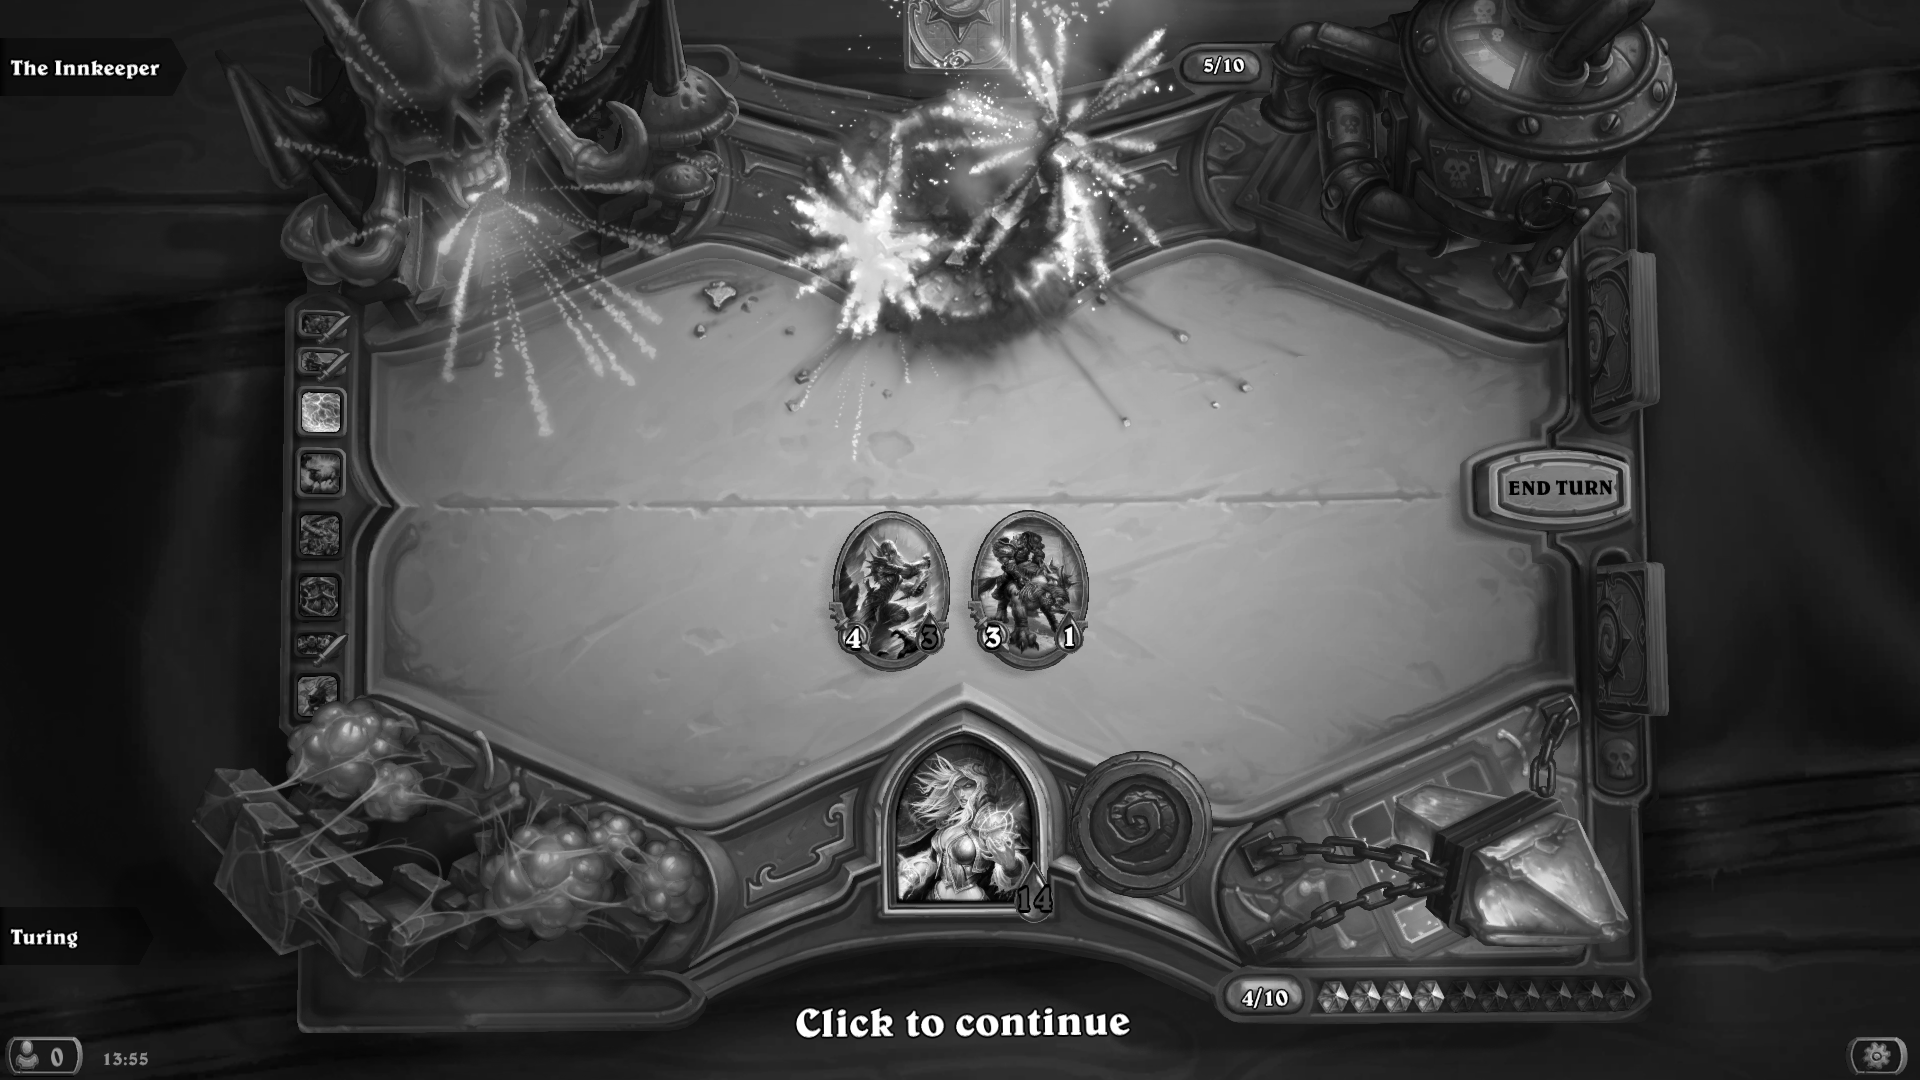 The Innkeeper
5/10
END TURN
4 3 3 1
14
Turing
4/10
Click to continue
0 13:55